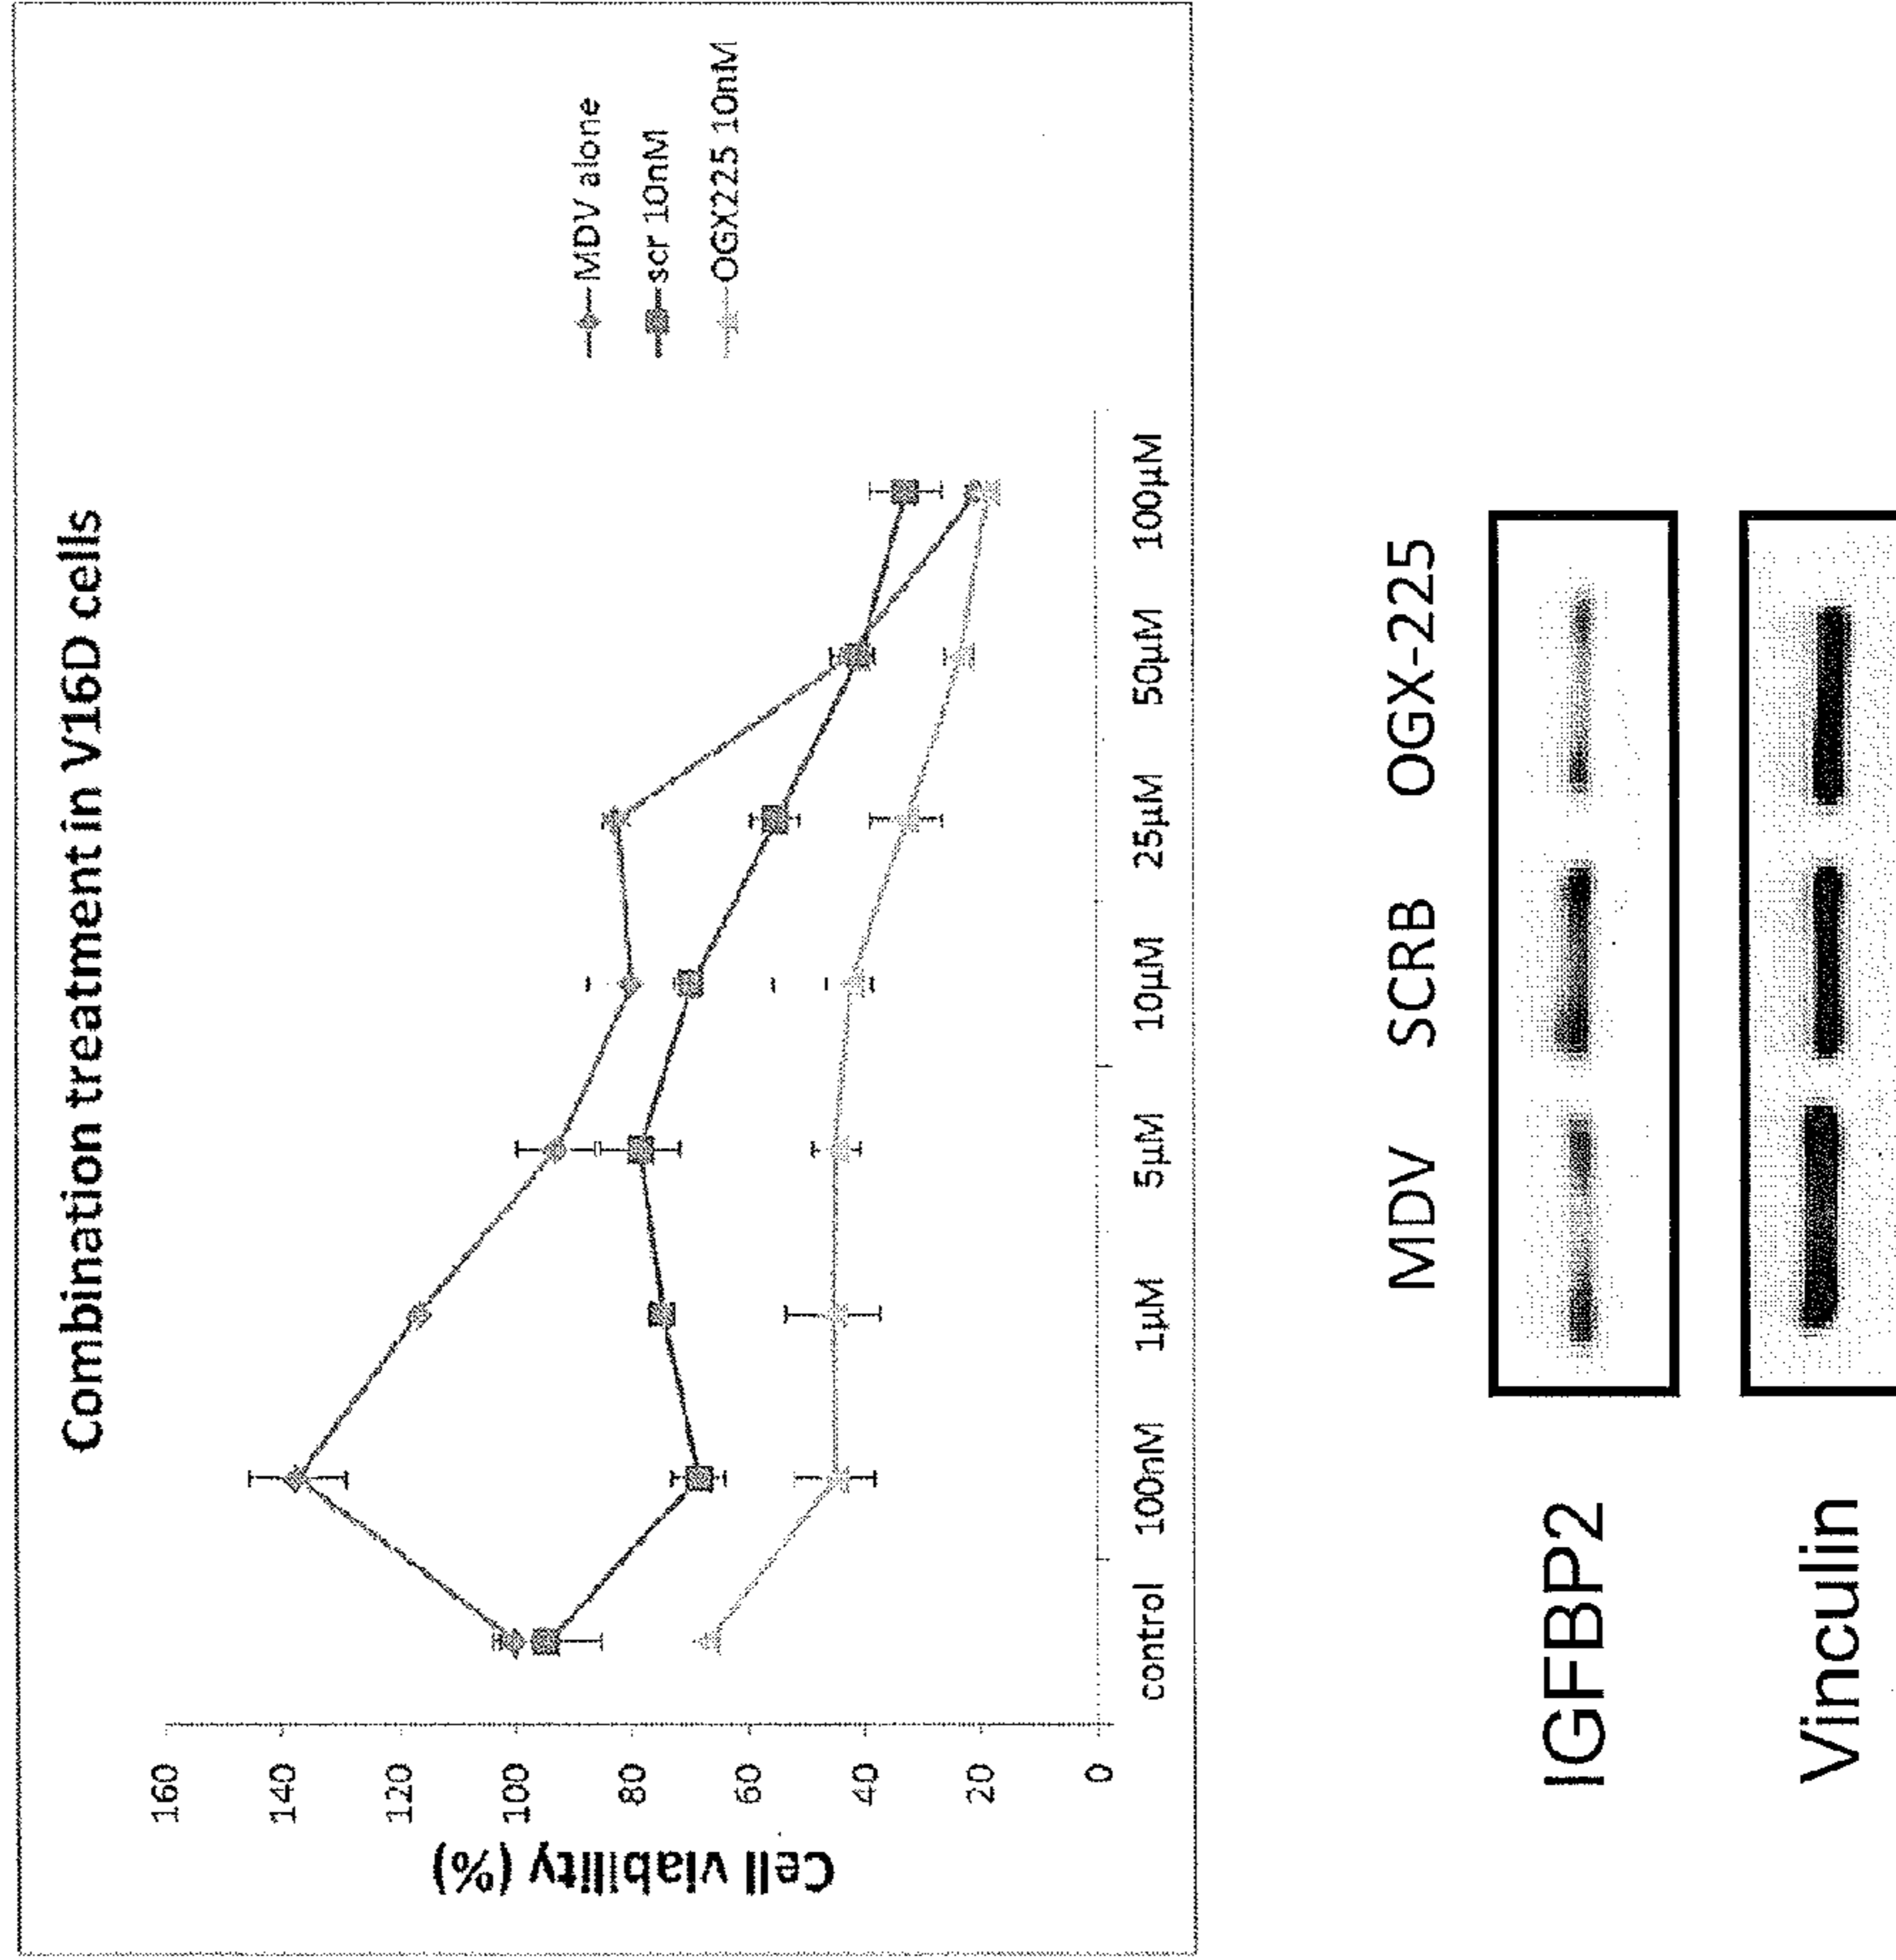 Combination treatment in V16D cells
Cell viability (%)
160
140
120
100
80
60
40
20
0
control 100nM 1µM 5µM 10µM 25µM 50µM 100µM
MDV alone
scr 10nM
OGX225 10nM
MDV SCRB OGX-225
IGFBP2
Vinculin